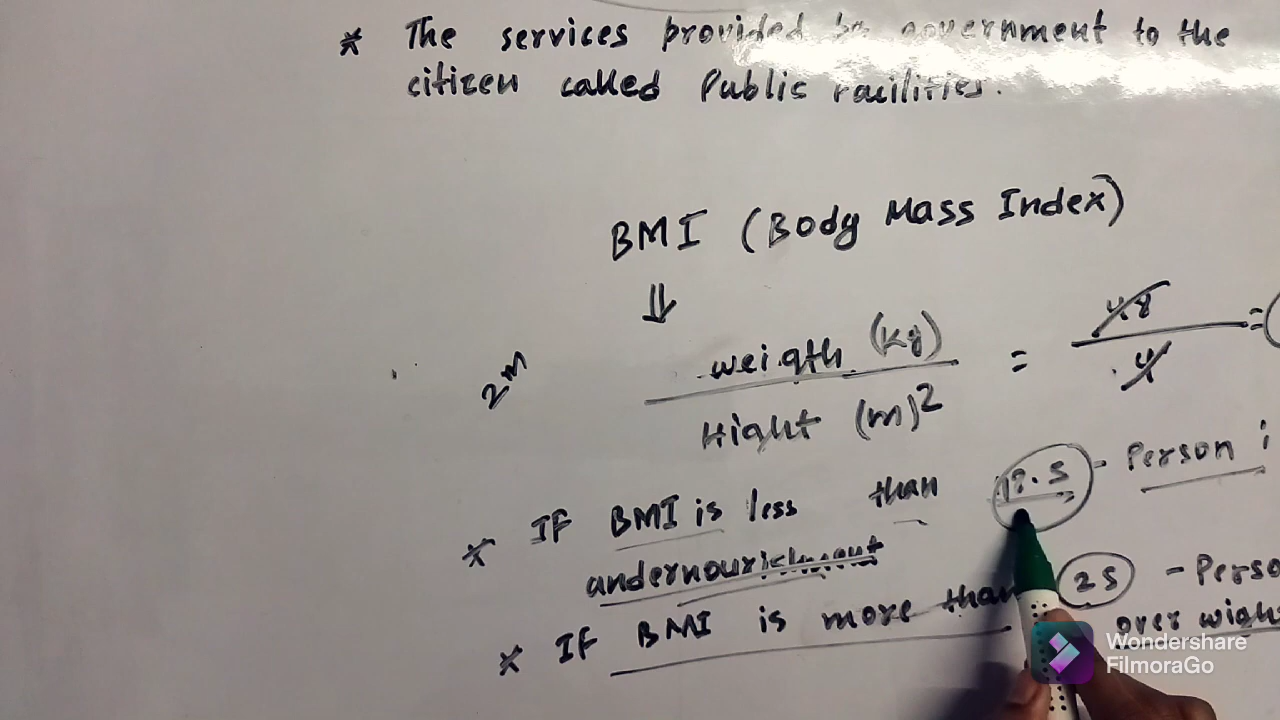 * The services provided by government to the
citizen called Public facilities.
BMI (Body Mass Index)
⇓
2m
weigth (Kg) = 48 =
Hight (m)² 4
* IF BMI is less than 18.5 - Person i
andernourishment
* IF BMI is more than 25 - Perso
over wigh
Wondershare
FilmoraGo